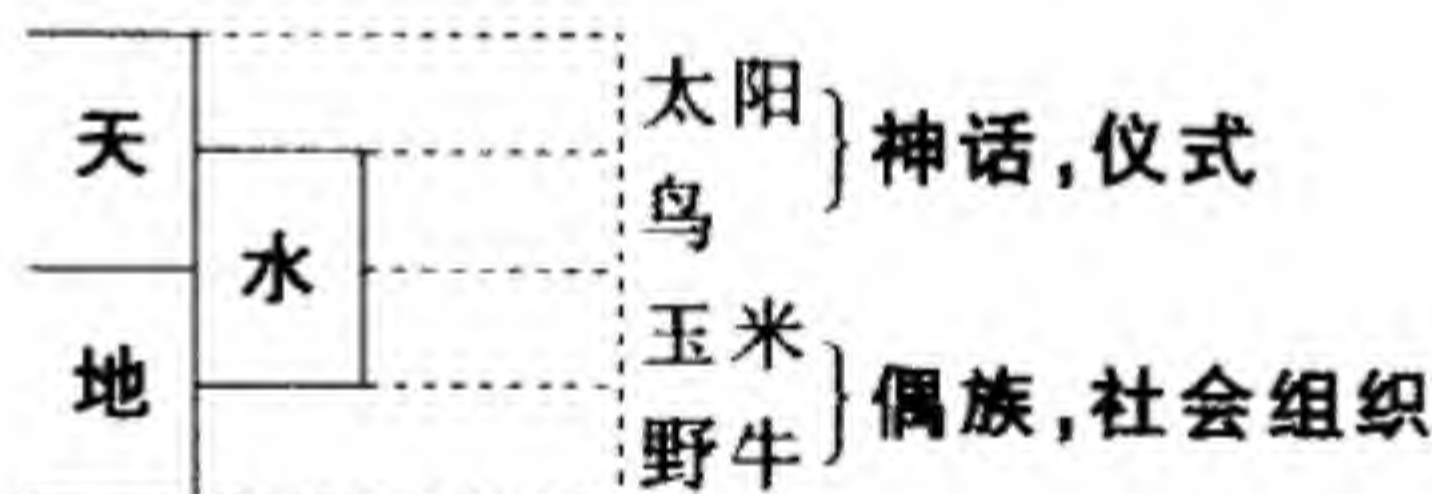 天
地
水
太阳
鸟
玉米
野牛
神话,仪式
偶族,社会组织